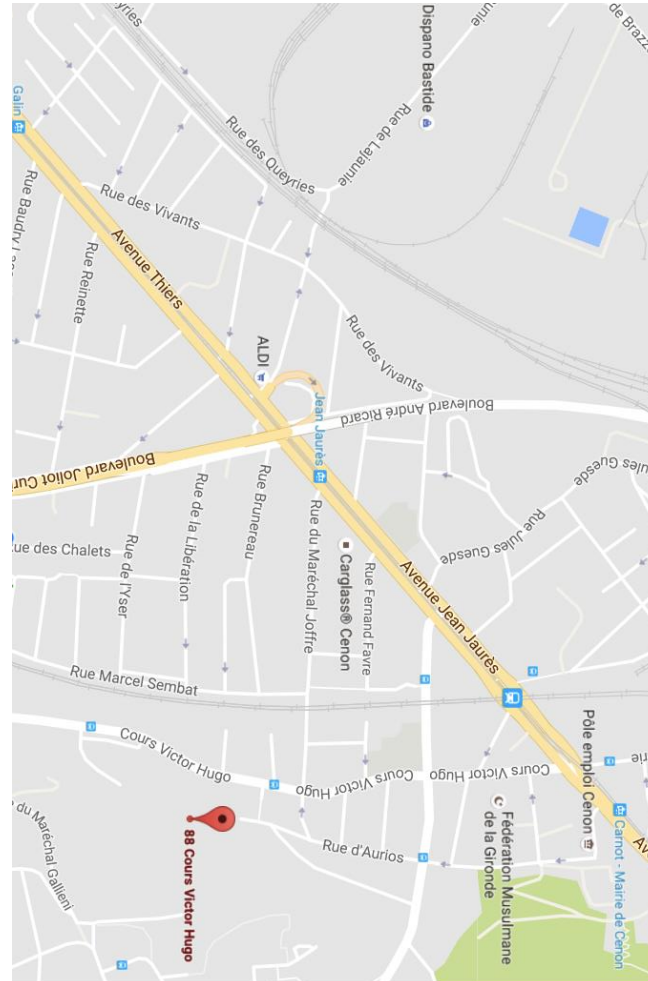 Dispano Bastide
Rue de Lajaunie
Galin
Rue des Queyries
Rue des Vivants
Avenue Thiers
Rue Reinette
Rue Baudry
ALDI
Rue des Vivants
Boulevard André Ricard
Jean Jaurès
Boulevard Joliot
Rue Jules Guesde
Jules Guesde
Rue du Maréchal Joffre
Rue Brunereau
Rue de la Libération
Rue de l'Yser
Rue des Chalets
Carglass® Cenon
Rue Fernand Favre
Avenue Jean Jaurès
Rue Marcel Sembat
Cours Victor Hugo
Cours Victor Hugo
Cours Victor Hugo
Pôle emploi Cenon
Carnot - Mairie de Cenon
Fédération Musulmane
de la Gironde
Rue d'Aurios
88 Cours Victor Hugo
du Maréchal Gallieni